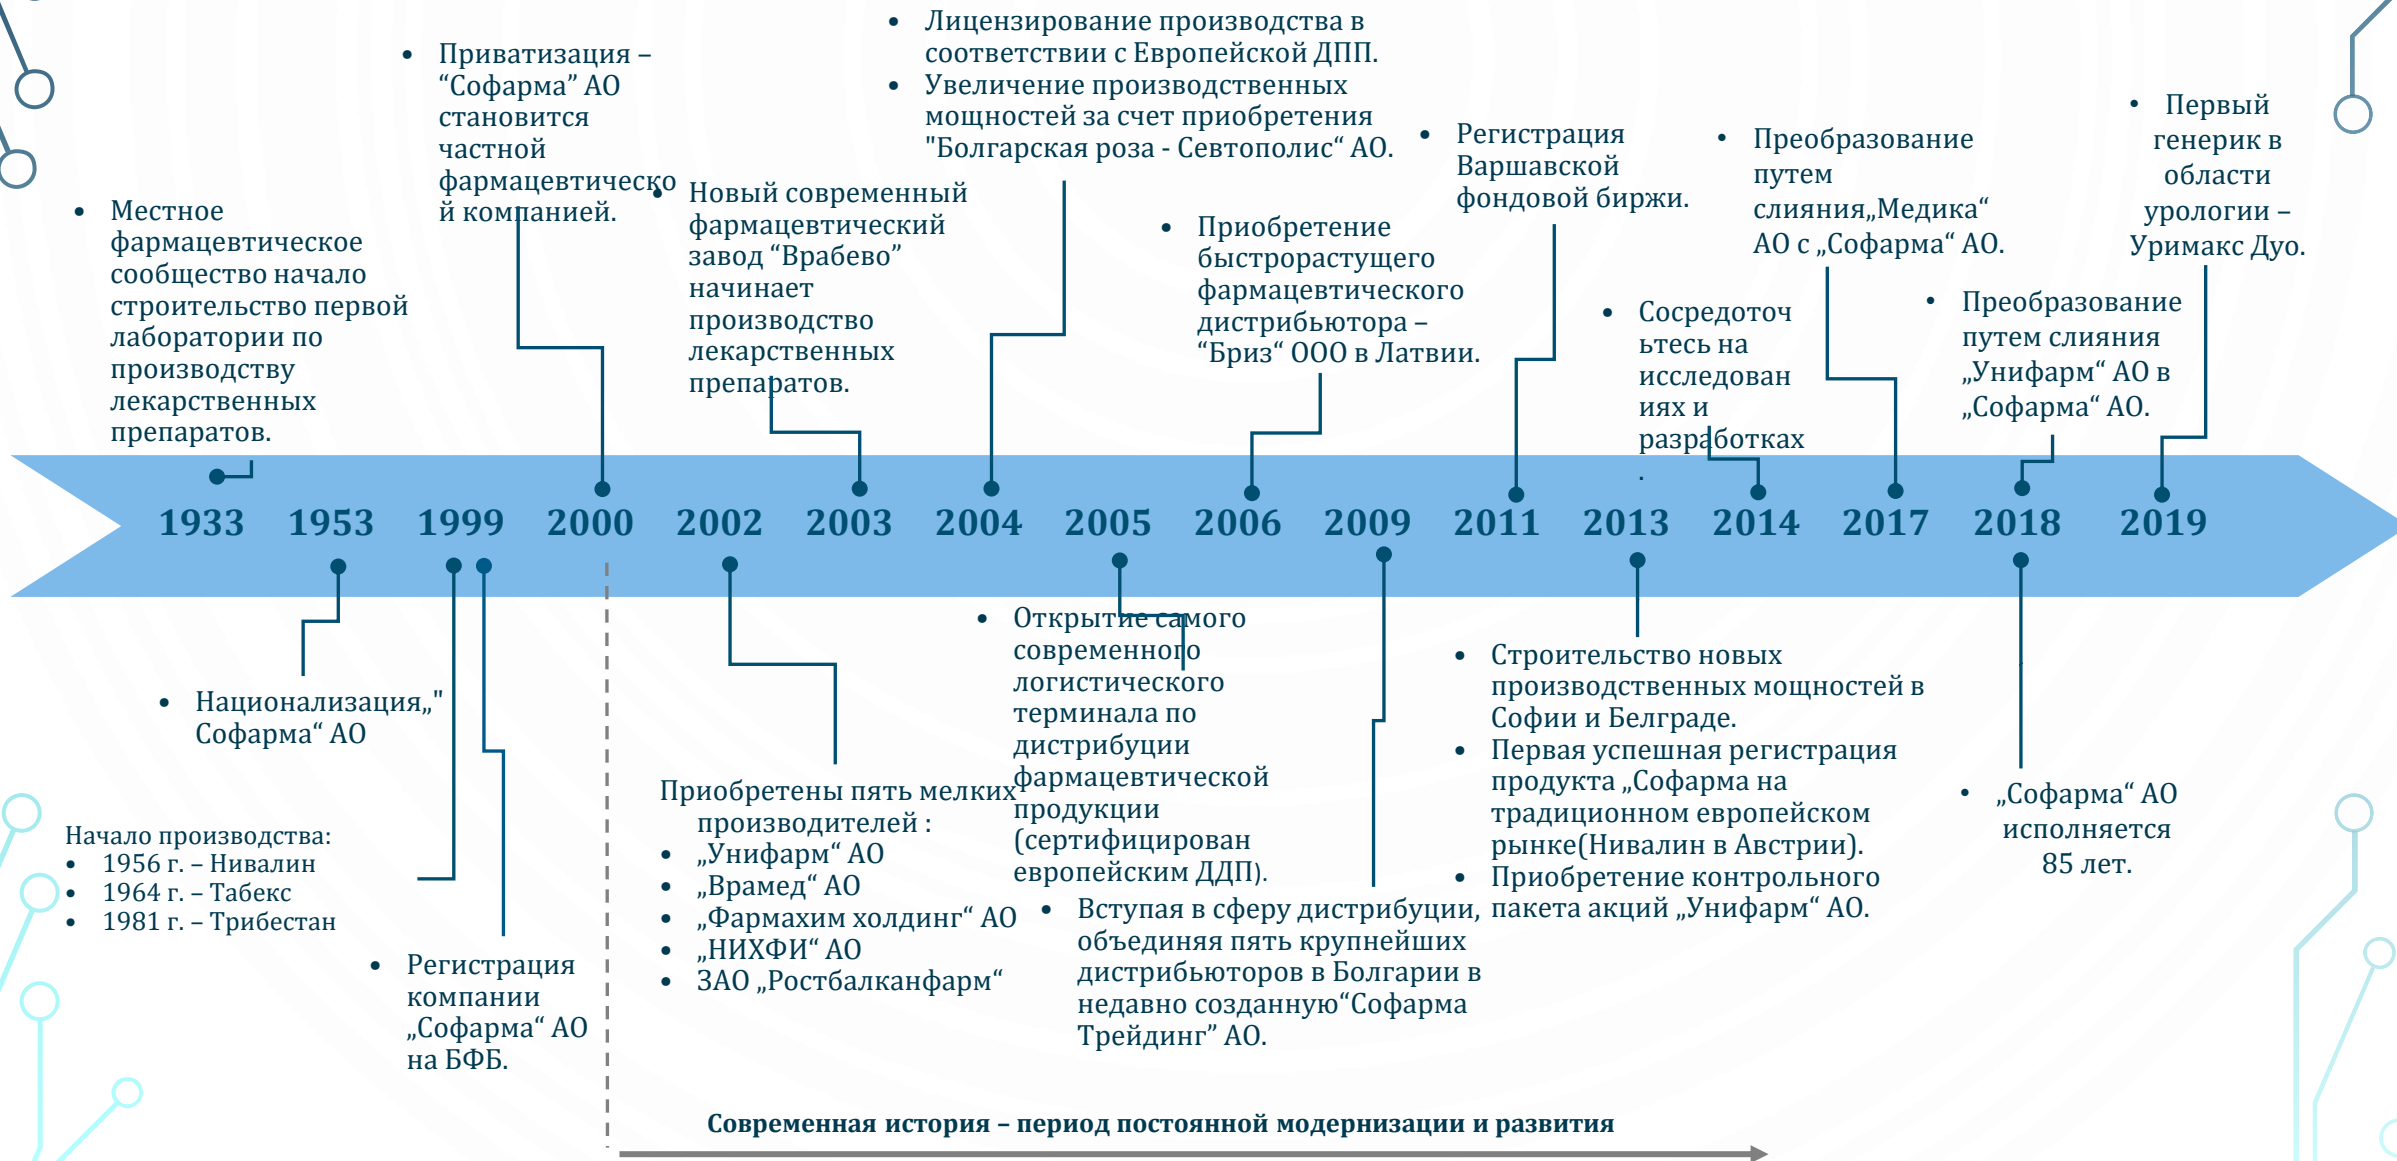 • Местное
фармацевтическое
сообщество начало
строительство первой
лаборатории по
производству
лекарственных
препаратов.
• Приватизация –
“Софарма” АО
становится
частной
фармацевтическо
й компанией.
• Новый современный
фармацевтический
завод “Врабево”
начинает
производство
лекарственных
препаратов.
• Лицензирование производства в
соответствии с Европейской ДПП.
• Увеличение производственных
мощностей за счет приобретения
"Болгарская роза - Севтополис“ АО.
• Приобретение
быстрорастущего
фармацевтического
дистрибьютора –
“Бриз“ ООО в Латвии.
• Регистрация
Варшавской
фондовой биржи.
• Сосредоточ
ьтесь на
исследован
иях и
разработках
.
• Преобразование
путем
слияния„Медика“
АО с „Софарма“ АО.
• Преобразование
путем слияния
„Унифарм“ АО в
„Софарма“ АО.
• Первый
генерик в
области
урологии –
Уримакс Дуо.
1933 1953 1999 2000 2002 2003 2004 2005 2006 2009 2011 2013 2014 2017 2018 2019
• Национализация„"
Софарма“ АО
Начало производства:
• 1956 г. – Нивалин
• 1964 г. – Табекс
• 1981 г. – Трибестан
• Регистрация
компании
„Софарма“ АО
на БФБ.
Приобретены пять мелких
производителей :
• „Унифарм“ АО
• „Врамед“ АО
• „Фармахим холдинг“ АО
• „НИХФИ“ АО
• ЗАО „Ростбалканфарм“
• Открытие самого
современного
логистического
терминала по
дистрибуции
фармацевтической
продукции
(сертифицирован
европейским ДДП).
• Вступая в сферу дистрибуции,
объединяя пять крупнейших
дистрибьюторов в Болгарии в
недавно созданную“Софарма
Трейдинг” АО.
• Строительство новых
производственных мощностей в
Софии и Белграде.
• Первая успешная регистрация
продукта „Софарма на
традиционном европейском
рынке(Нивалин в Австрии).
• Приобретение контрольного
пакета акций „Унифарм“ АО.
• „Софарма“ АО
исполняется
85 лет.
Современная история – период постоянной модернизации и развития